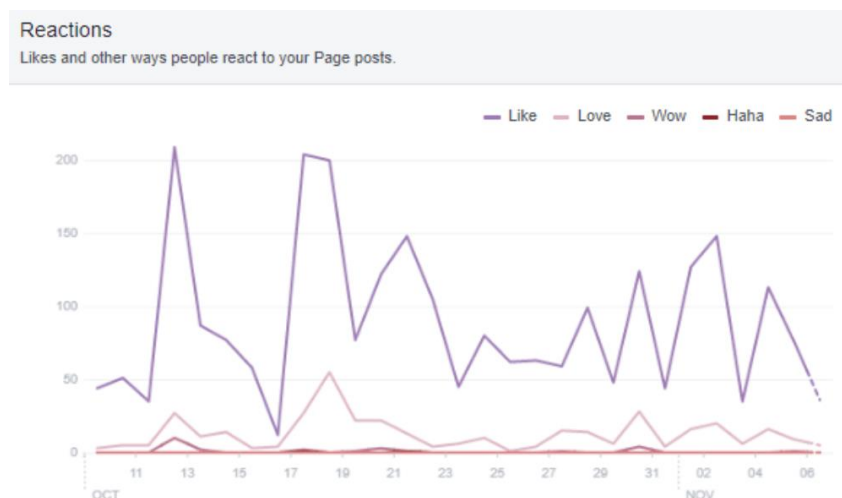 Reactions
Likes and other ways people react to your Page posts.
Like Love Wow Haha Sad
200
150
100
50
0
11 13 15 17 19 21 23 25 27 29 31 02 04 06
OCT NOV